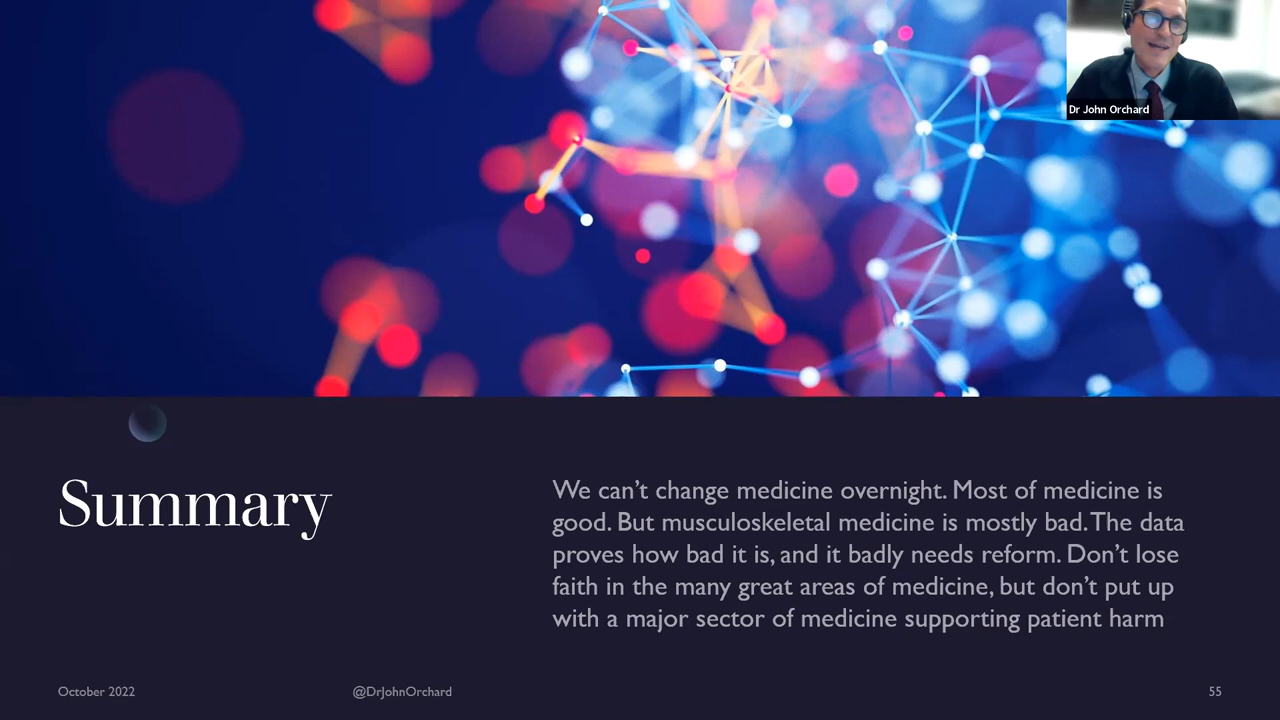 Dr John Orchard
Summary
We can’t change medicine overnight. Most of medicine is
good. But musculoskeletal medicine is mostly bad. The data
proves how bad it is, and it badly needs reform. Don’t lose
faith in the many great areas of medicine, but don’t put up
with a major sector of medicine supporting patient harm
October 2022
@DrJohnOrchard
55